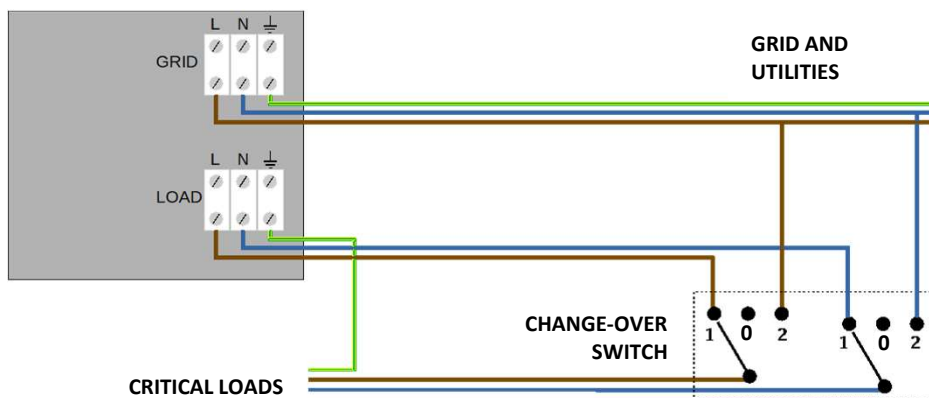 L N ⏚
GRID
GRID AND
UTILITIES
L N ⏚
LOAD
CHANGE-OVER
SWITCH
1 0 2
1 0 2
CRITICAL LOADS